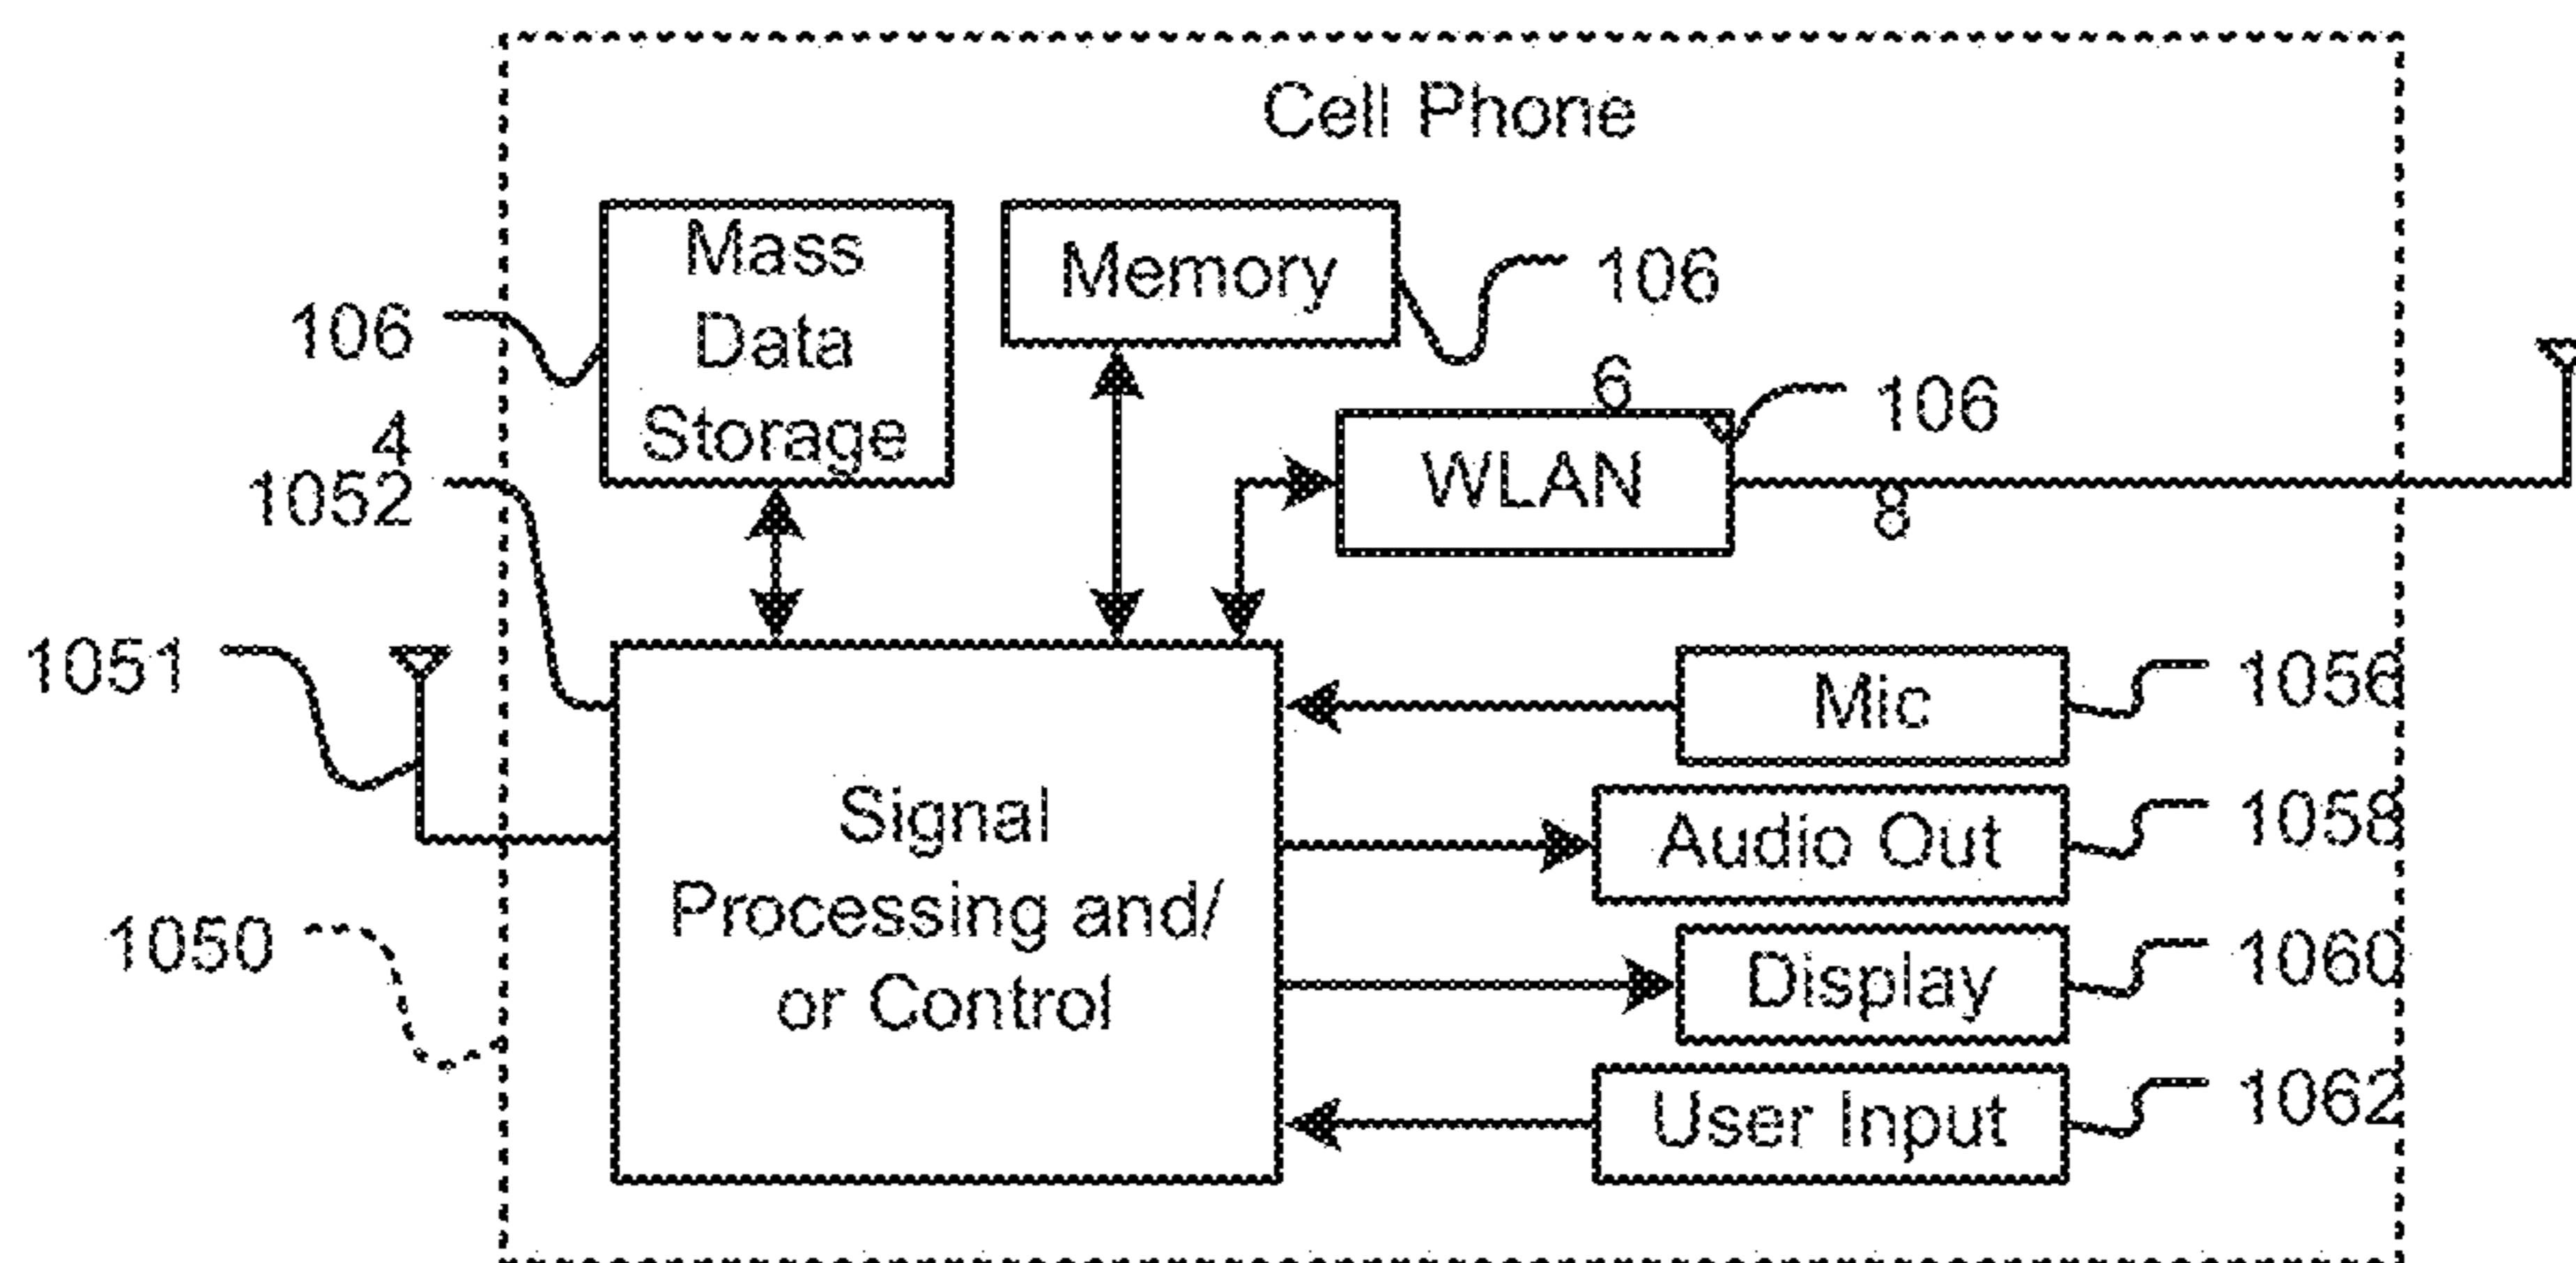 Cell Phone
Mass
Data
Storage
Memory
106
106
6
106
4
WLAN
1052
8
1051
Mic
1056
Signal
Processing and/
or Control
Audio Out
1058
1050
Display
1060
User Input
1062